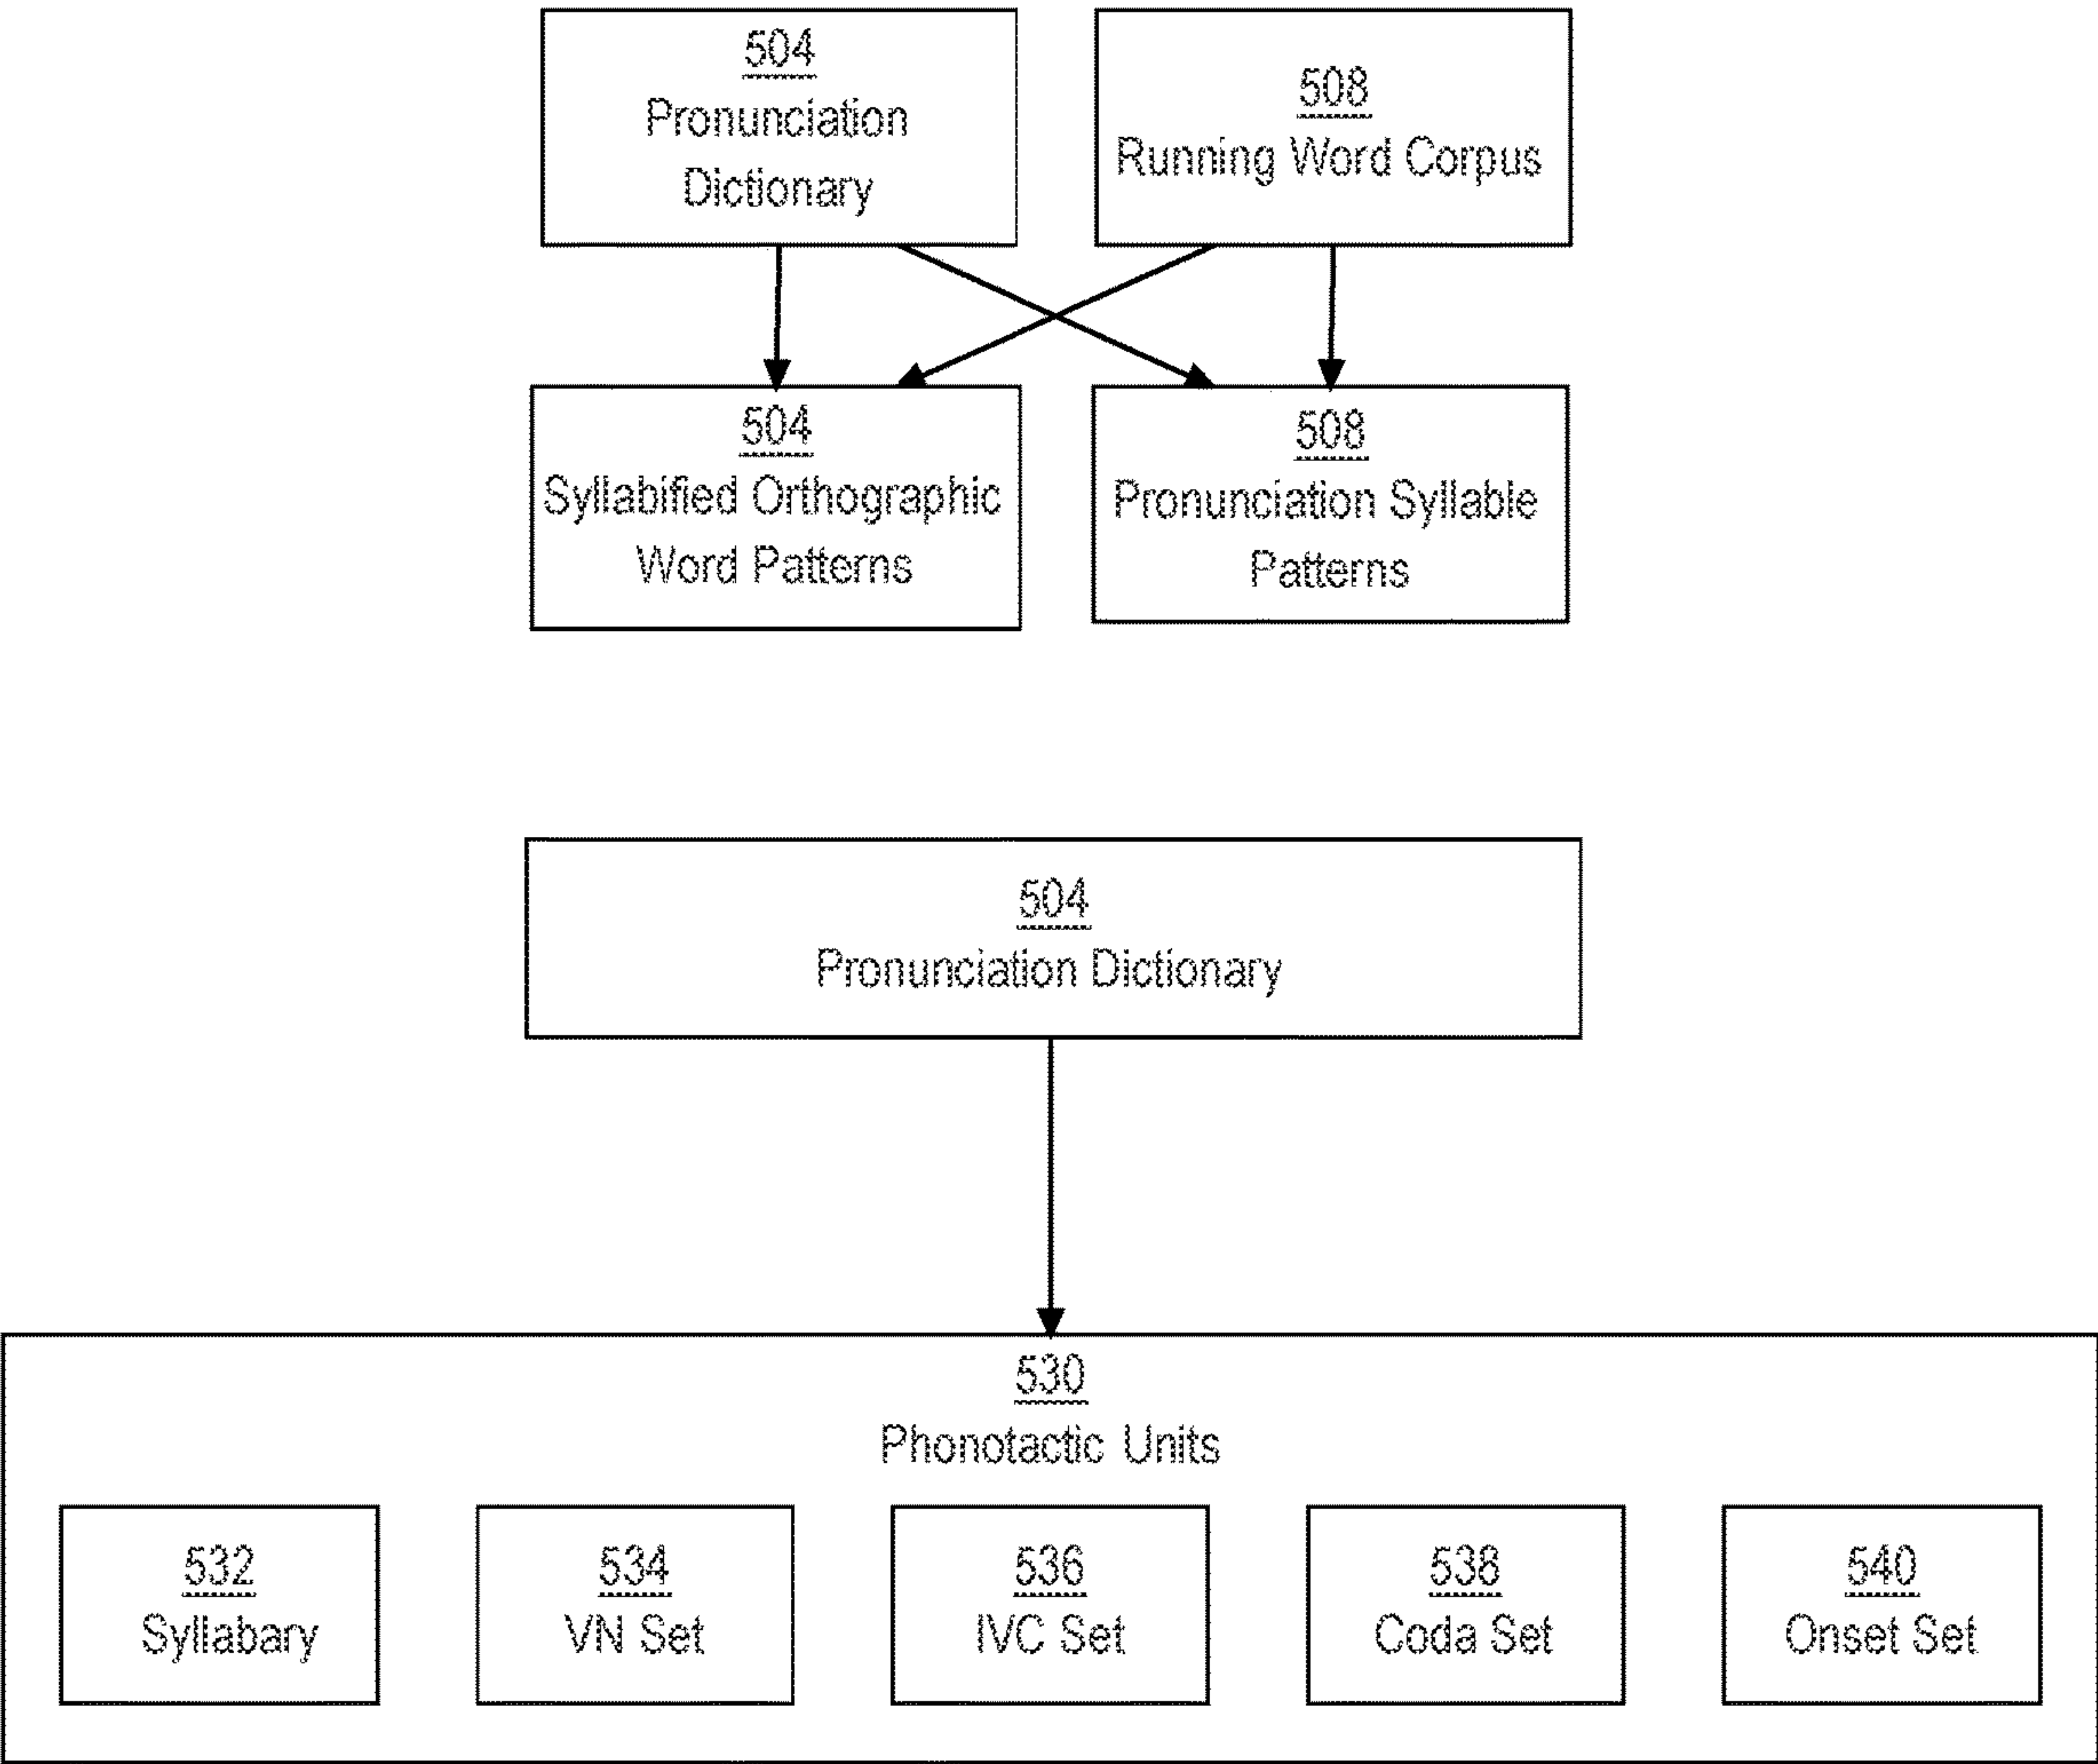 504
Pronunciation
Dictionary
508
Running Word Corpus
504
Syllabified Orthographic
Word Patterns
508
Pronunciation Syllable
Patterns
504
Pronunciation Dictionary
530
Phonotactic Units
532
Syllabary
534
VN Set
536
IVC Set
538
Coda Set
540
Onset Set